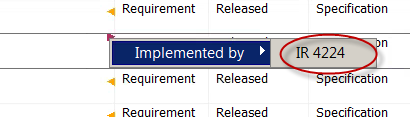 Requirement Released Specification
Implemented by IR 4224
Requirement Released Specification
Requirement Released Specification